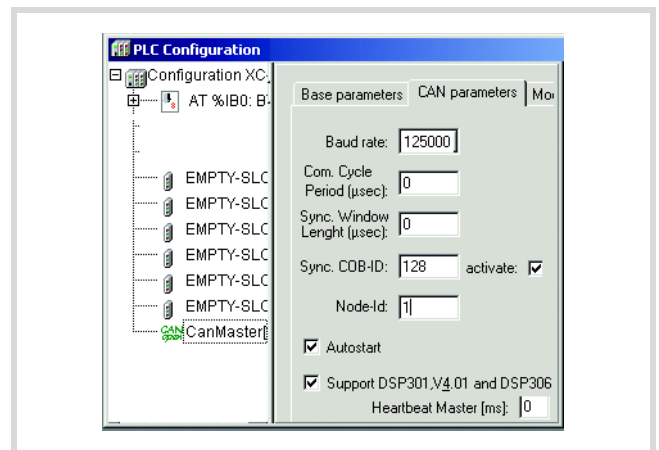 PLC Configuration
Configuration XC-
AT %IB0: B
EMPTY-SLC
EMPTY-SLC
EMPTY-SLC
EMPTY-SLC
EMPTY-SLC
EMPTY-SLC
CAN open CanMaster[
Base parameters CAN parameters Mo
Baud rate: 125000
Com. Cycle
Period (µsec): 0
Sync. Window
Lenght (µsec): 0
Sync. COB-ID: 128 activate:
Node-Id: 1
Autostart
Support DSP301,V4.01 and DSP306
Heartbeat Master [ms]: 0